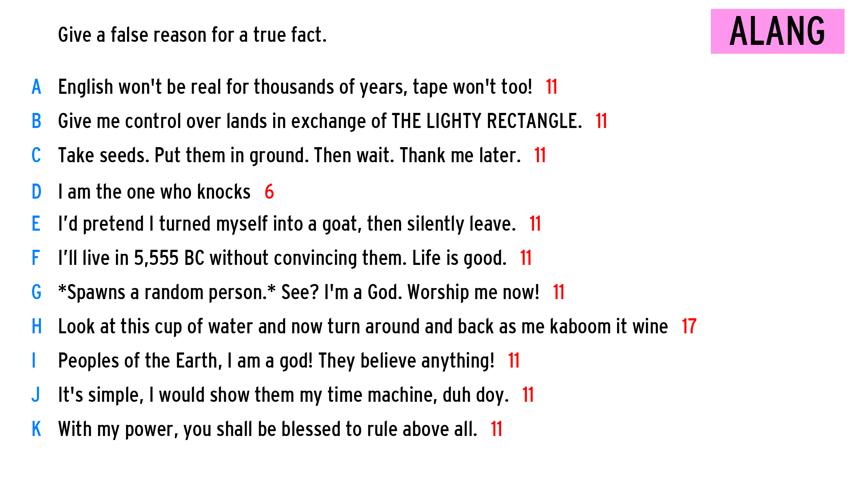 Give a false reason for a true fact.
ALANG
A English won't be real for thousands of years, tape won't too! 11
B Give me control over lands in exchange of THE LIGHTY RECTANGLE. 11
C Take seeds. Put them in ground. Then wait. Thank me later. 11
D I am the one who knocks 6
E I’d pretend I turned myself into a goat, then silently leave. 11
F I’ll live in 5,555 BC without convincing them. Life is good. 11
G *Spawns a random person.* See? I'm a God. Worship me now! 11
H Look at this cup of water and now turn around and back as me kaboom it wine 17
I Peoples of the Earth, I am a god! They believe anything! 11
J It's simple, I would show them my time machine, duh doy. 11
K With my power, you shall be blessed to rule above all. 11